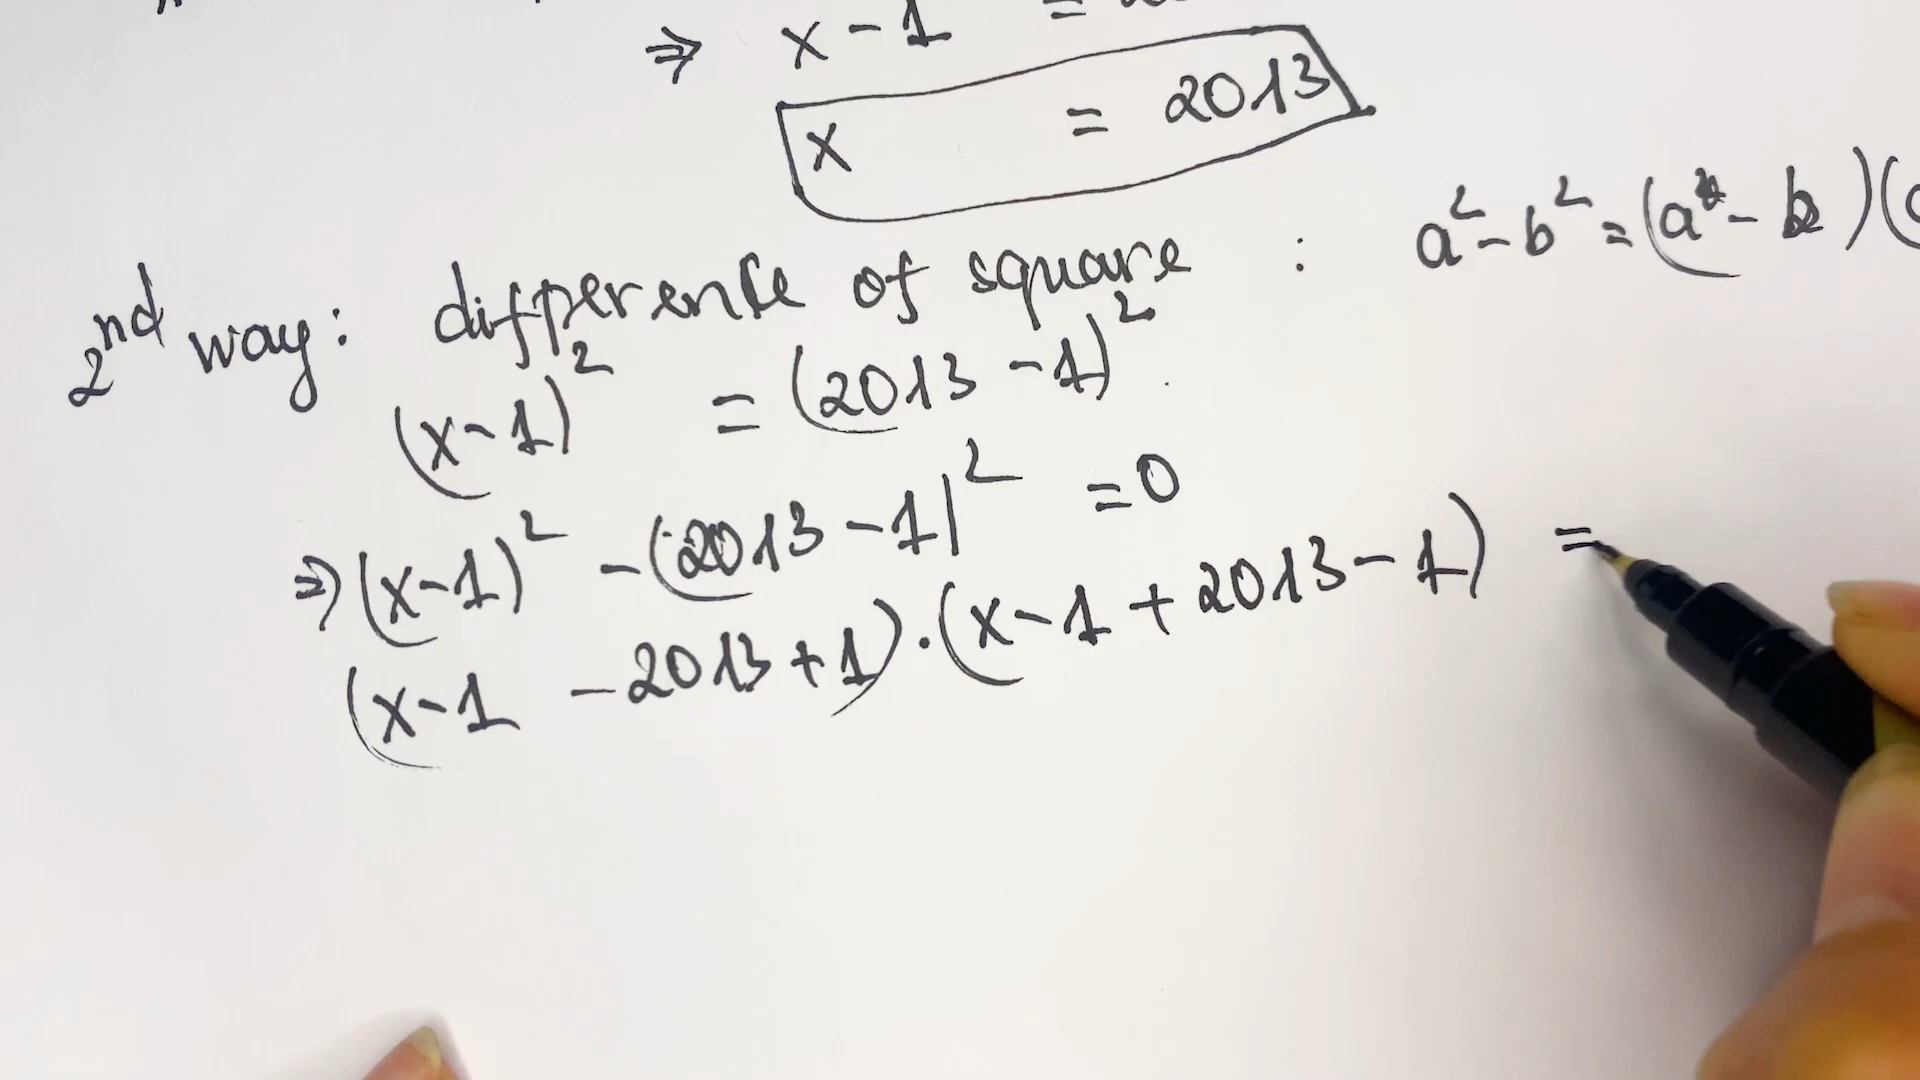 ⇒ x - 1 =
x = 2013
2nd way: difference of square : a² - b² = (a - b)(
(x-1)² = (2013 - 1)²
⇒ (x-1)² - (2013 - 1)² = 0
(x-1 - 2013 + 1) · (x - 1 + 2013 - 1) =